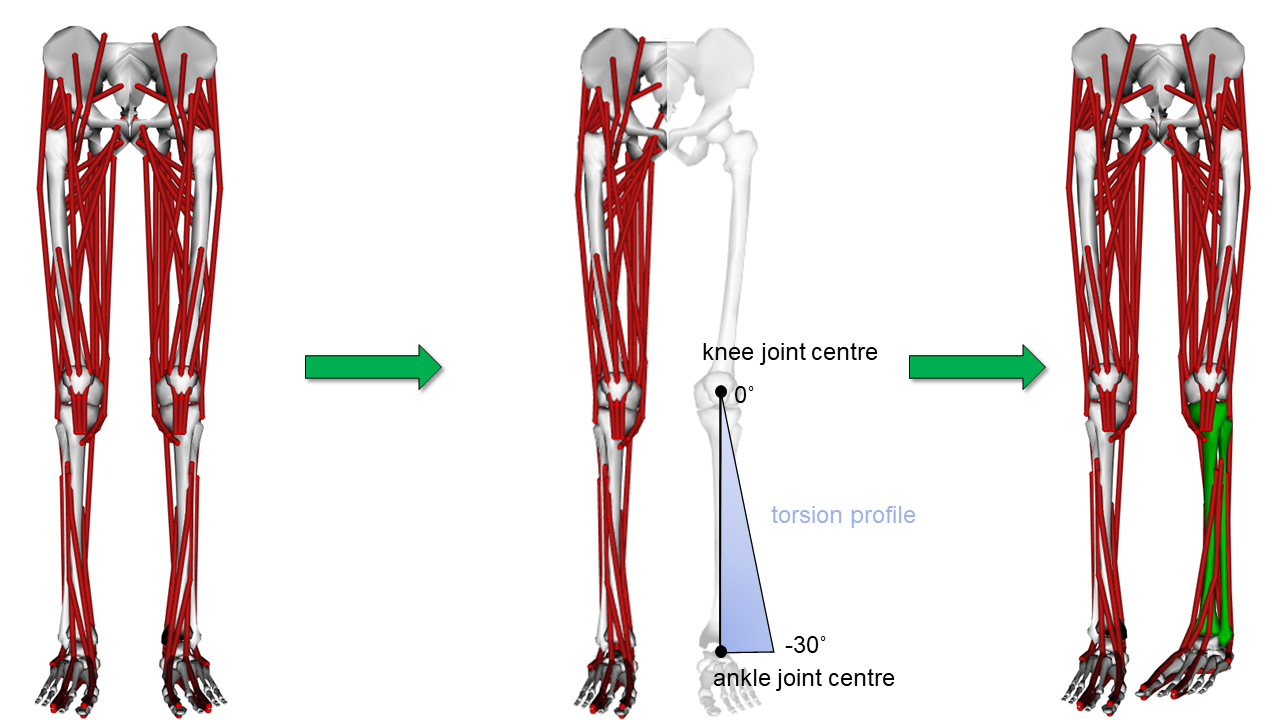 knee joint centre
0˚
torsion profile
-30˚
ankle joint centre